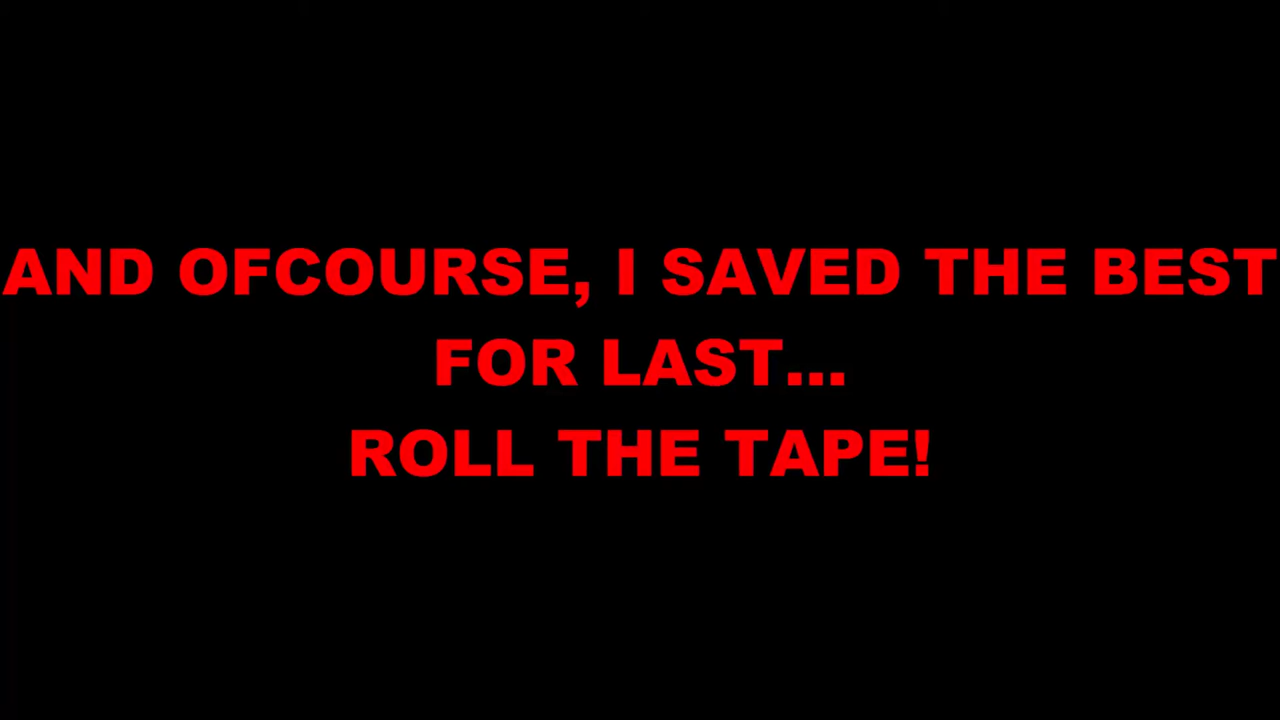 AND OFCOURSE, I SAVED THE BEST
FOR LAST...
ROLL THE TAPE!